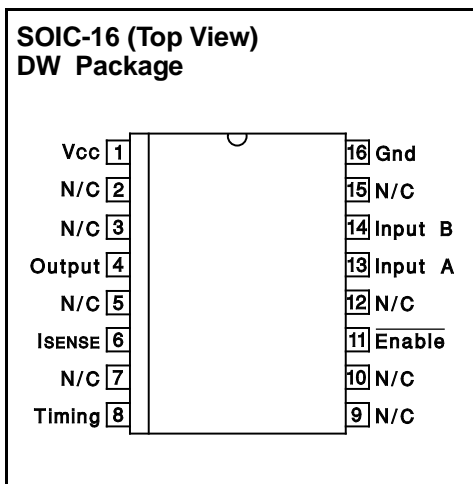 SOIC-16 (Top View)
DW Package
Vcc 1 16 Gnd
N/C 2 15 N/C
N/C 3 14 Input B
Output 4 13 Input A
N/C 5 12 N/C
ISENSE 6 11 Enable
N/C 7 10 N/C
Timing 8 9 N/C